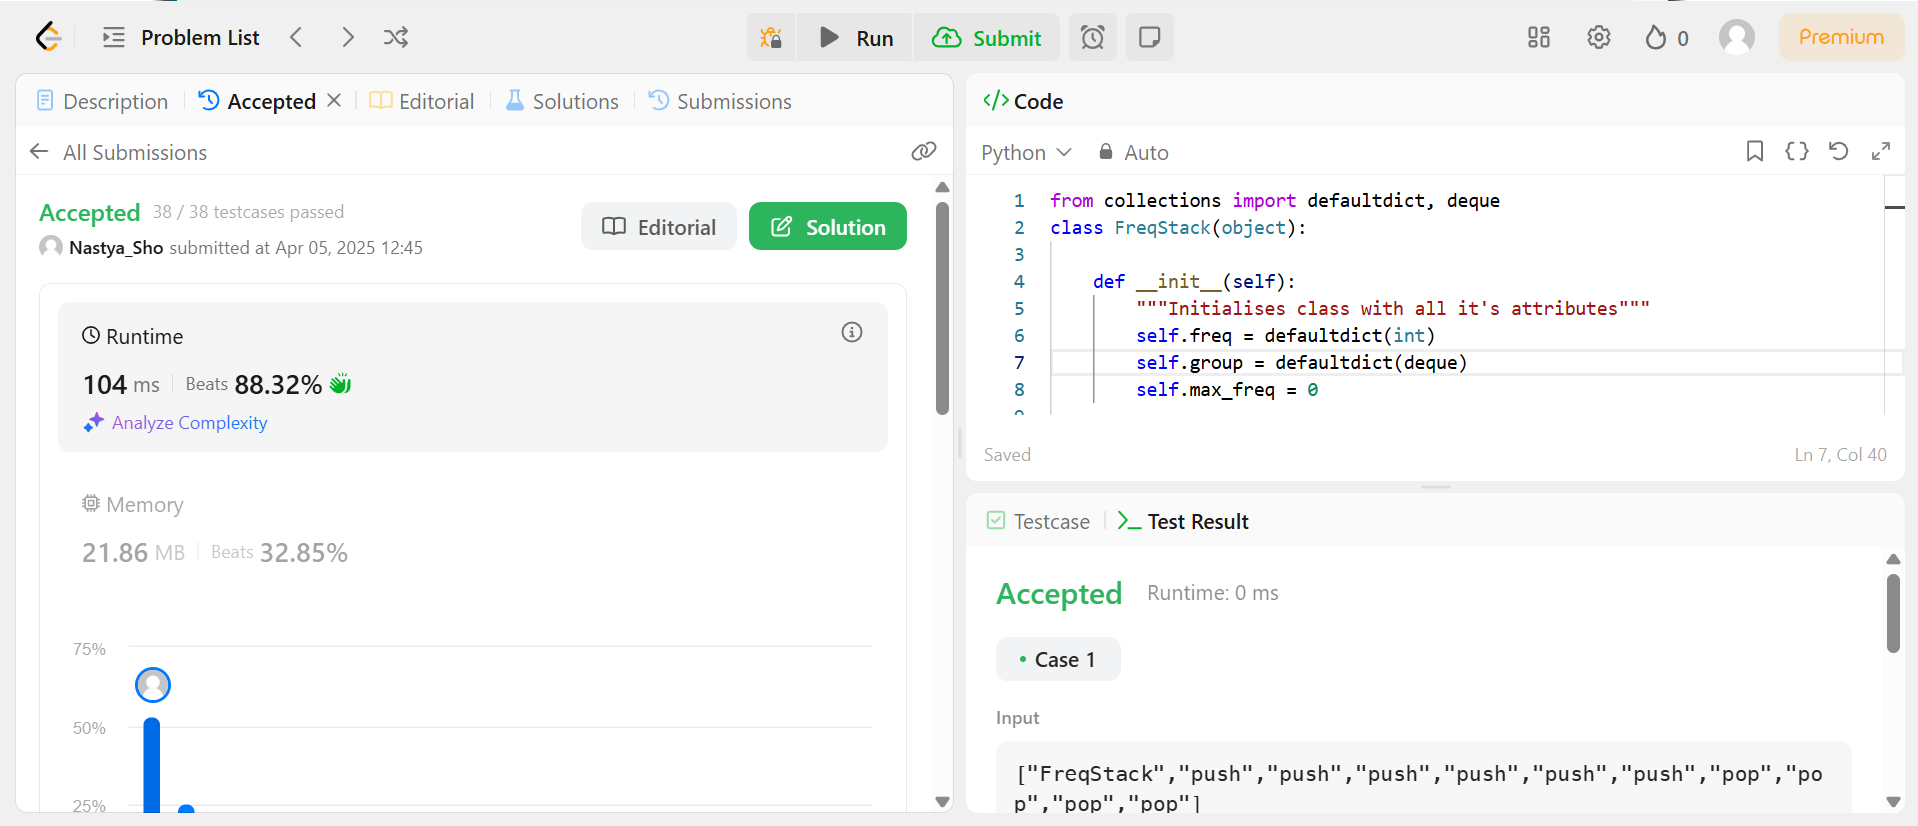 Problem List
Run
Submit
0
Premium
Description
Accepted
Editorial
Solutions
Submissions
All Submissions
Accepted 38 / 38 testcases passed
Nastya_Sho submitted at Apr 05, 2025 12:45
Editorial
Solution
Runtime
104 ms Beats 88.32%
Analyze Complexity
Memory
21.86 MB Beats 32.85%
75%
50%
25%
</> Code
Python
Auto
1 from collections import defaultdict, deque
2 class FreqStack(object):
3
4 def __init__(self):
5 """Initialises class with all it's attributes"""
6 self.freq = defaultdict(int)
7 self.group = defaultdict(deque)
8 self.max_freq = 0
Saved
Ln 7, Col 40
Testcase
Test Result
Accepted Runtime: 0 ms
• Case 1
Input
["FreqStack","push","push","push","push","push","push","pop","po
p","pop","pop"]